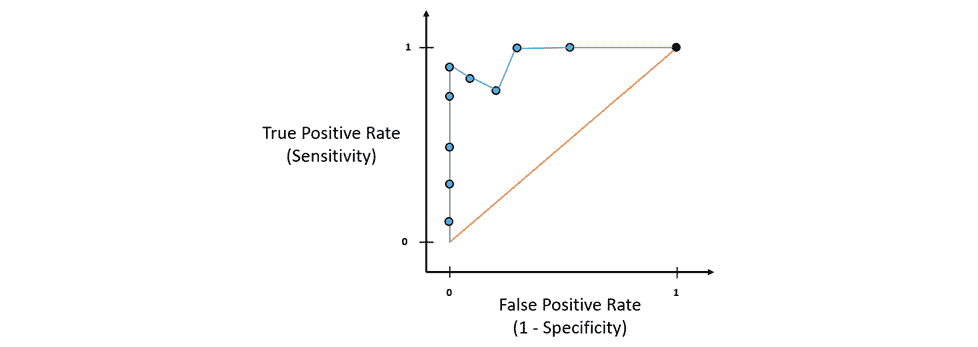 1
True Positive Rate
(Sensitivity)
0
0
1
False Positive Rate
(1 - Specificity)